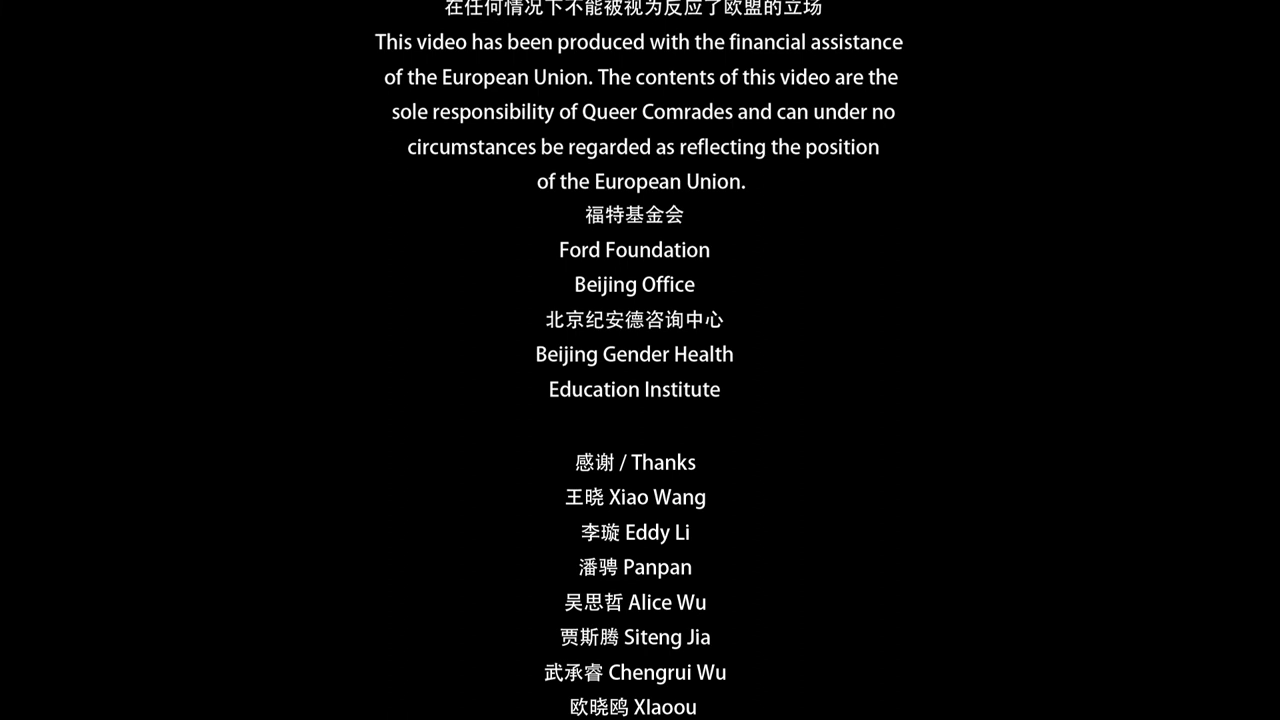 在任何情况下不能被视为反应了欧盟的立场
This video has been produced with the financial assistance
of the European Union. The contents of this video are the
sole responsibility of Queer Comrades and can under no
circumstances be regarded as reflecting the position
of the European Union.
福特基金会
Ford Foundation
Beijing Office
北京纪安德咨询中心
Beijing Gender Health
Education Institute
感谢 / Thanks
王晓 Xiao Wang
李璇 Eddy Li
潘骋 Panpan
吴思哲 Alice Wu
贾斯腾 Siteng Jia
武承睿 Chengrui Wu
欧晓鸥 XIaoou